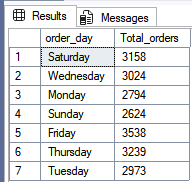 Results Messages
order_day Total_orders
1 Saturday 3158
2 Wednesday 3024
3 Monday 2794
4 Sunday 2624
5 Friday 3538
6 Thursday 3239
7 Tuesday 2973